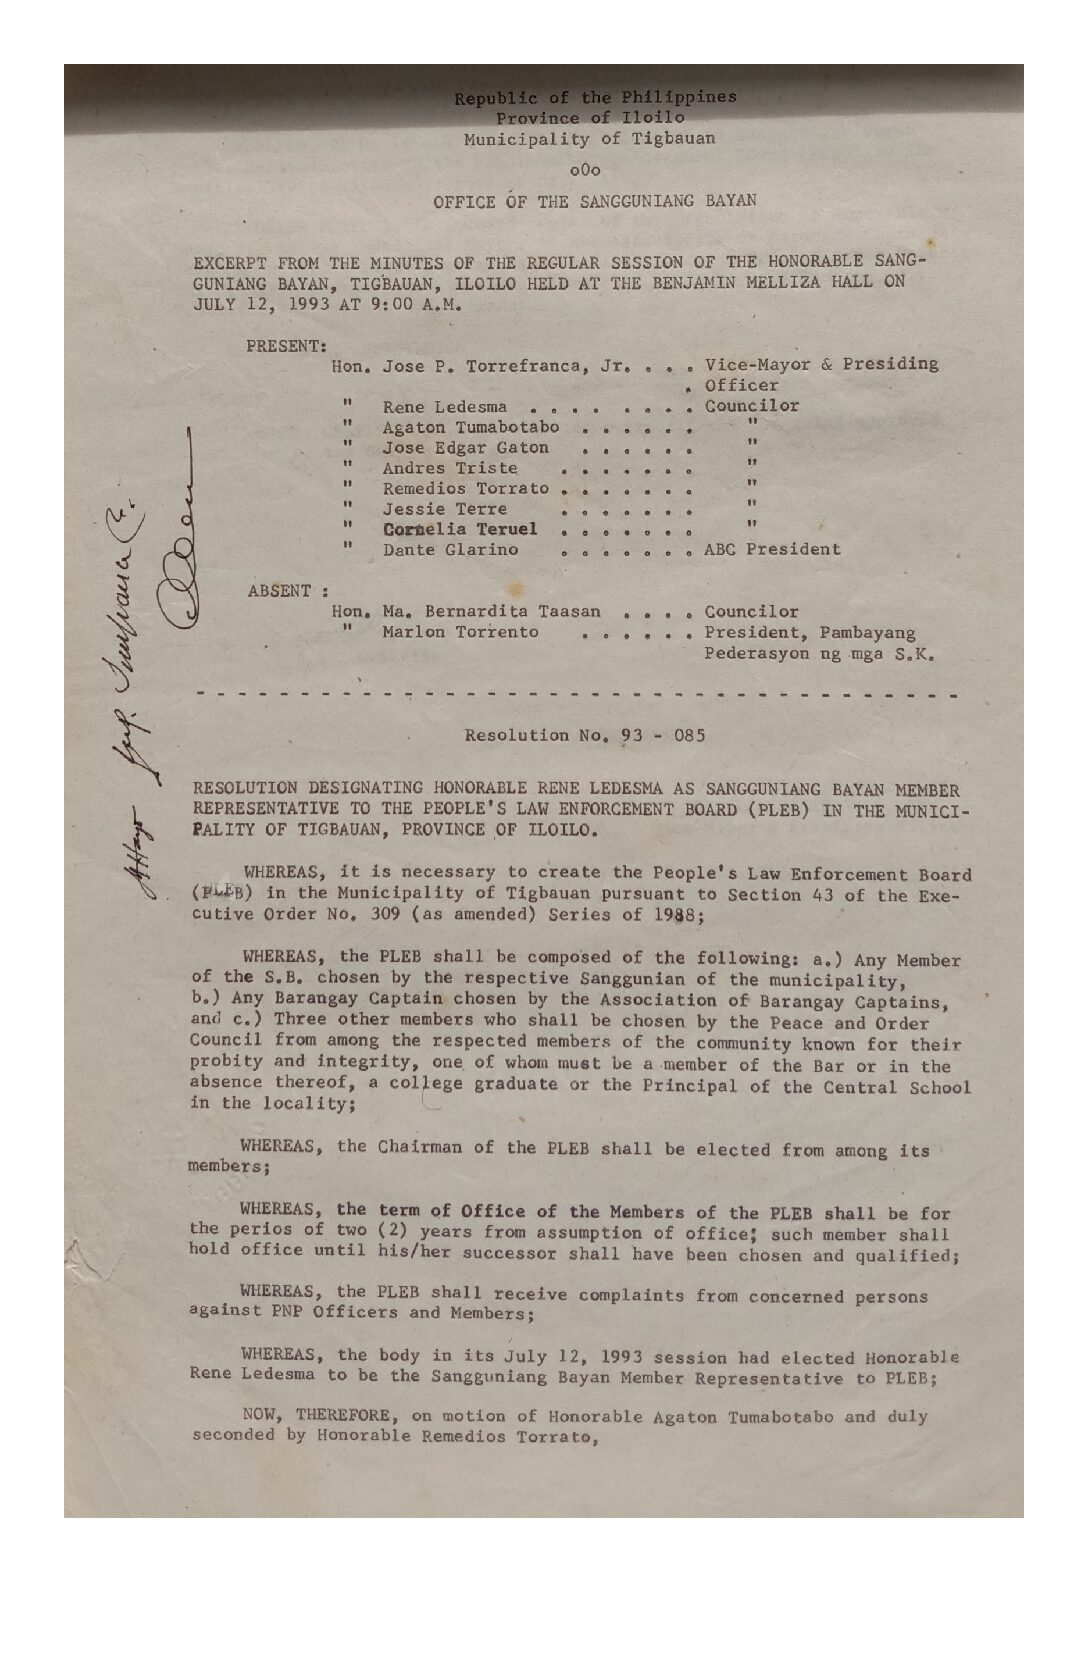 Republic of the Philippines
Province of Iloilo
Municipality of Tigbauan
oOo
OFFICE OF THE SANGGUNIANG BAYAN
EXCERPT FROM THE MINUTES OF THE REGULAR SESSION OF THE HONORABLE SANG-
GUNIANG BAYAN, TIGBAUAN, ILOILO HELD AT THE BENJAMIN MELLIZA HALL ON
JULY 12, 1993 AT 9:00 A.M.
PRESENT:
Hon. Jose P. Torrefranca, Jr. . . . Vice-Mayor & Presiding
. Officer
" Rene Ledesma . . . . . . . . Councilor
" Agaton Tumabotabo . . . . . . "
" Jose Edgar Gaton . . . . . . "
" Andres Triste . . . . . . . "
" Remedios Torrato . . . . . . . "
" Jessie Terre . . . . . . . "
" Cornelia Teruel . . . . . . . "
" Dante Glarino . . . . . . . ABC President
ABSENT :
Hon. Ma. Bernardita Taasan . . . . Councilor
" Marlon Torrento . . . . . . President, Pambayang
Pederasyon ng mga S.K.
- - - - - - - - - - - - - - - - - - - - - - - - - - - - - - - - - - - - -
Resolution No. 93 - 085
RESOLUTION DESIGNATING HONORABLE RENE LEDESMA AS SANGGUNIANG BAYAN MEMBER
REPRESENTATIVE TO THE PEOPLE'S LAW ENFORCEMENT BOARD (PLEB) IN THE MUNICI-
PALITY OF TIGBAUAN, PROVINCE OF ILOILO.
WHEREAS, it is necessary to create the People's Law Enforcement Board
(PLEB) in the Municipality of Tigbauan pursuant to Section 43 of the Exe-
cutive Order No. 309 (as amended) Series of 1988;
WHEREAS, the PLEB shall be composed of the following: a.) Any Member
of the S.B. chosen by the respective Sanggunian of the municipality,
b.) Any Barangay Captain chosen by the Association of Barangay Captains,
and c.) Three other members who shall be chosen by the Peace and Order
Council from among the respected members of the community known for their
probity and integrity, one of whom must be a member of the Bar or in the
absence thereof, a college graduate or the Principal of the Central School
in the locality;
WHEREAS, the Chairman of the PLEB shall be elected from among its
members;
WHEREAS, the term of Office of the Members of the PLEB shall be for
the perios of two (2) years from assumption of office; such member shall
hold office until his/her successor shall have been chosen and qualified;
WHEREAS, the PLEB shall receive complaints from concerned persons
against PNP Officers and Members;
WHEREAS, the body in its July 12, 1993 session had elected Honorable
Rene Ledesma to be the Sangguniang Bayan Member Representative to PLEB;
NOW, THEREFORE, on motion of Honorable Agaton Tumabotabo and duly
seconded by Honorable Remedios Torrato,